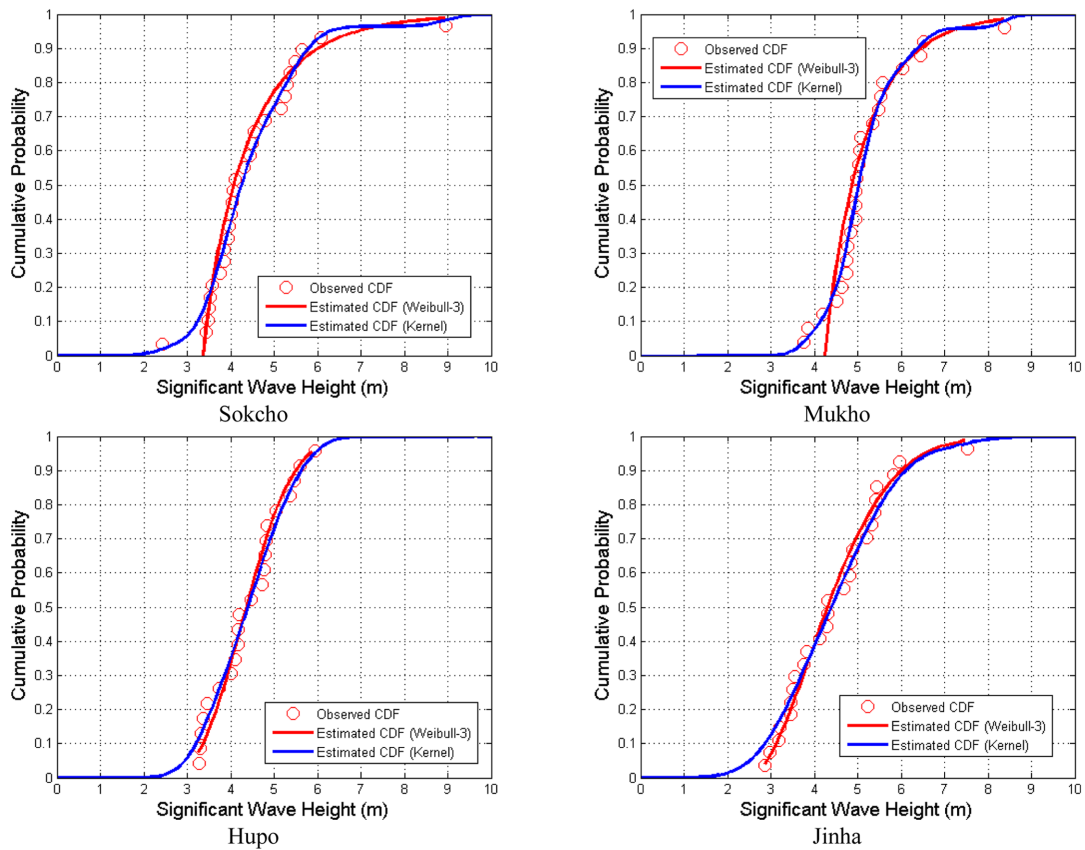 1
0.9
0.8
0.7
0.6
0.5
0.4
0.3
0.2
0.1
0
Cumulative Probability
Observed CDF
Estimated CDF (Weibull-3)
Estimated CDF (Kernel)
0 1 2 3 4 5 6 7 8 9 10
Significant Wave Height (m)
Sokcho
1
0.9
0.8
0.7
0.6
0.5
0.4
0.3
0.2
0.1
0
Cumulative Probability
Observed CDF
Estimated CDF (Weibull-3)
Estimated CDF (Kernel)
0 1 2 3 4 5 6 7 8 9 10
Significant Wave Height (m)
Mukho
1
0.9
0.8
0.7
0.6
0.5
0.4
0.3
0.2
0.1
0
Cumulative Probability
Observed CDF
Estimated CDF (Weibull-3)
Estimated CDF (Kernel)
0 1 2 3 4 5 6 7 8 9 10
Significant Wave Height (m)
Hupo
1
0.9
0.8
0.7
0.6
0.5
0.4
0.3
0.2
0.1
0
Cumulative Probability
Observed CDF
Estimated CDF (Weibull-3)
Estimated CDF (Kernel)
0 1 2 3 4 5 6 7 8 9 10
Significant Wave Height (m)
Jinha